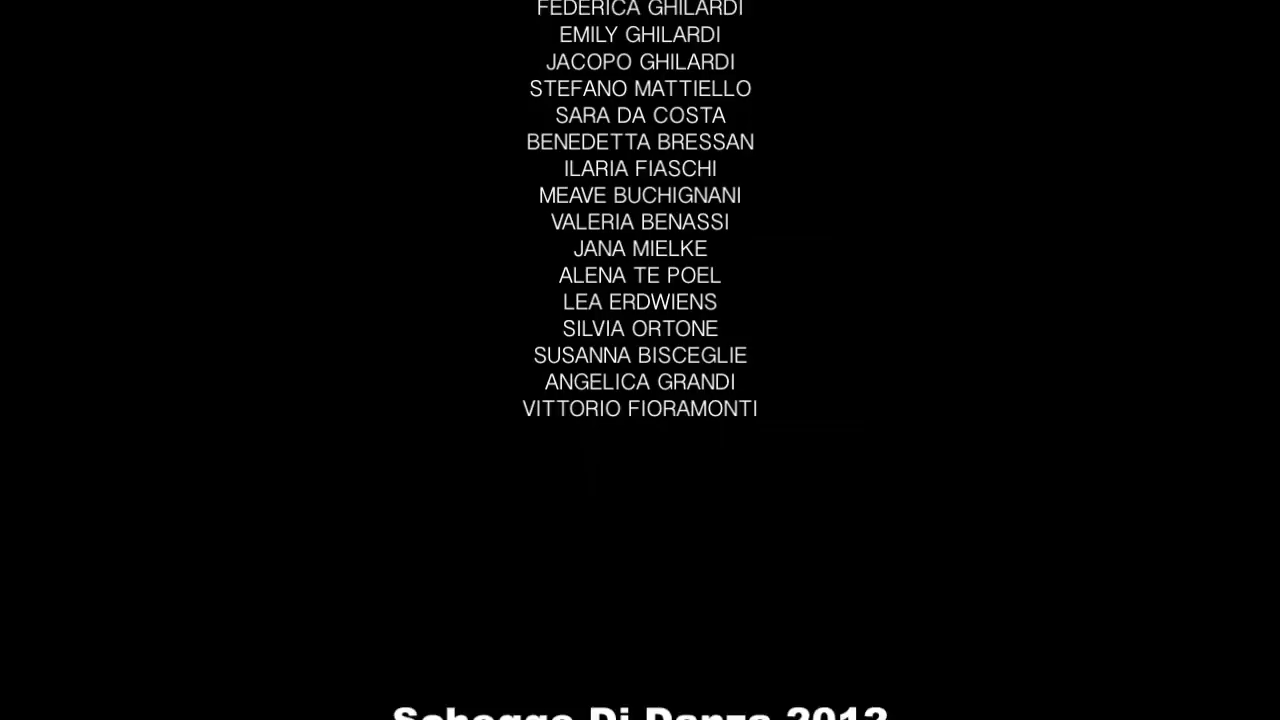 FEDERICA GHILARDI
EMILY GHILARDI
JACOPO GHILARDI
STEFANO MATTIELLO
SARA DA COSTA
BENEDETTA BRESSAN
ILARIA FIASCHI
MEAVE BUCHIGNANI
VALERIA BENASSI
JANA MIELKE
ALENA TE POEL
LEA ERDWIENS
SILVIA ORTONE
SUSANNA BISCEGLIE
ANGELICA GRANDI
VITTORIO FIORAMONTI
Schegge Di Danza 2012